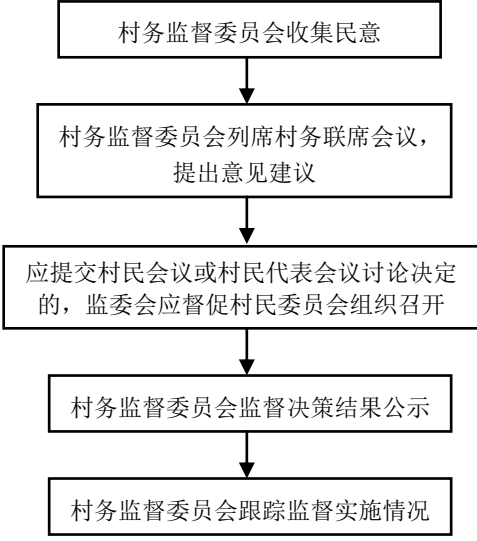 村务监督委员会收集民意
村务监督委员会列席村务联席会议，
提出意见建议
应提交村民会议或村民代表会议讨论决定
的，监委会应督促村民委员会组织召开
村务监督委员会监督决策结果公示
村务监督委员会跟踪监督实施情况